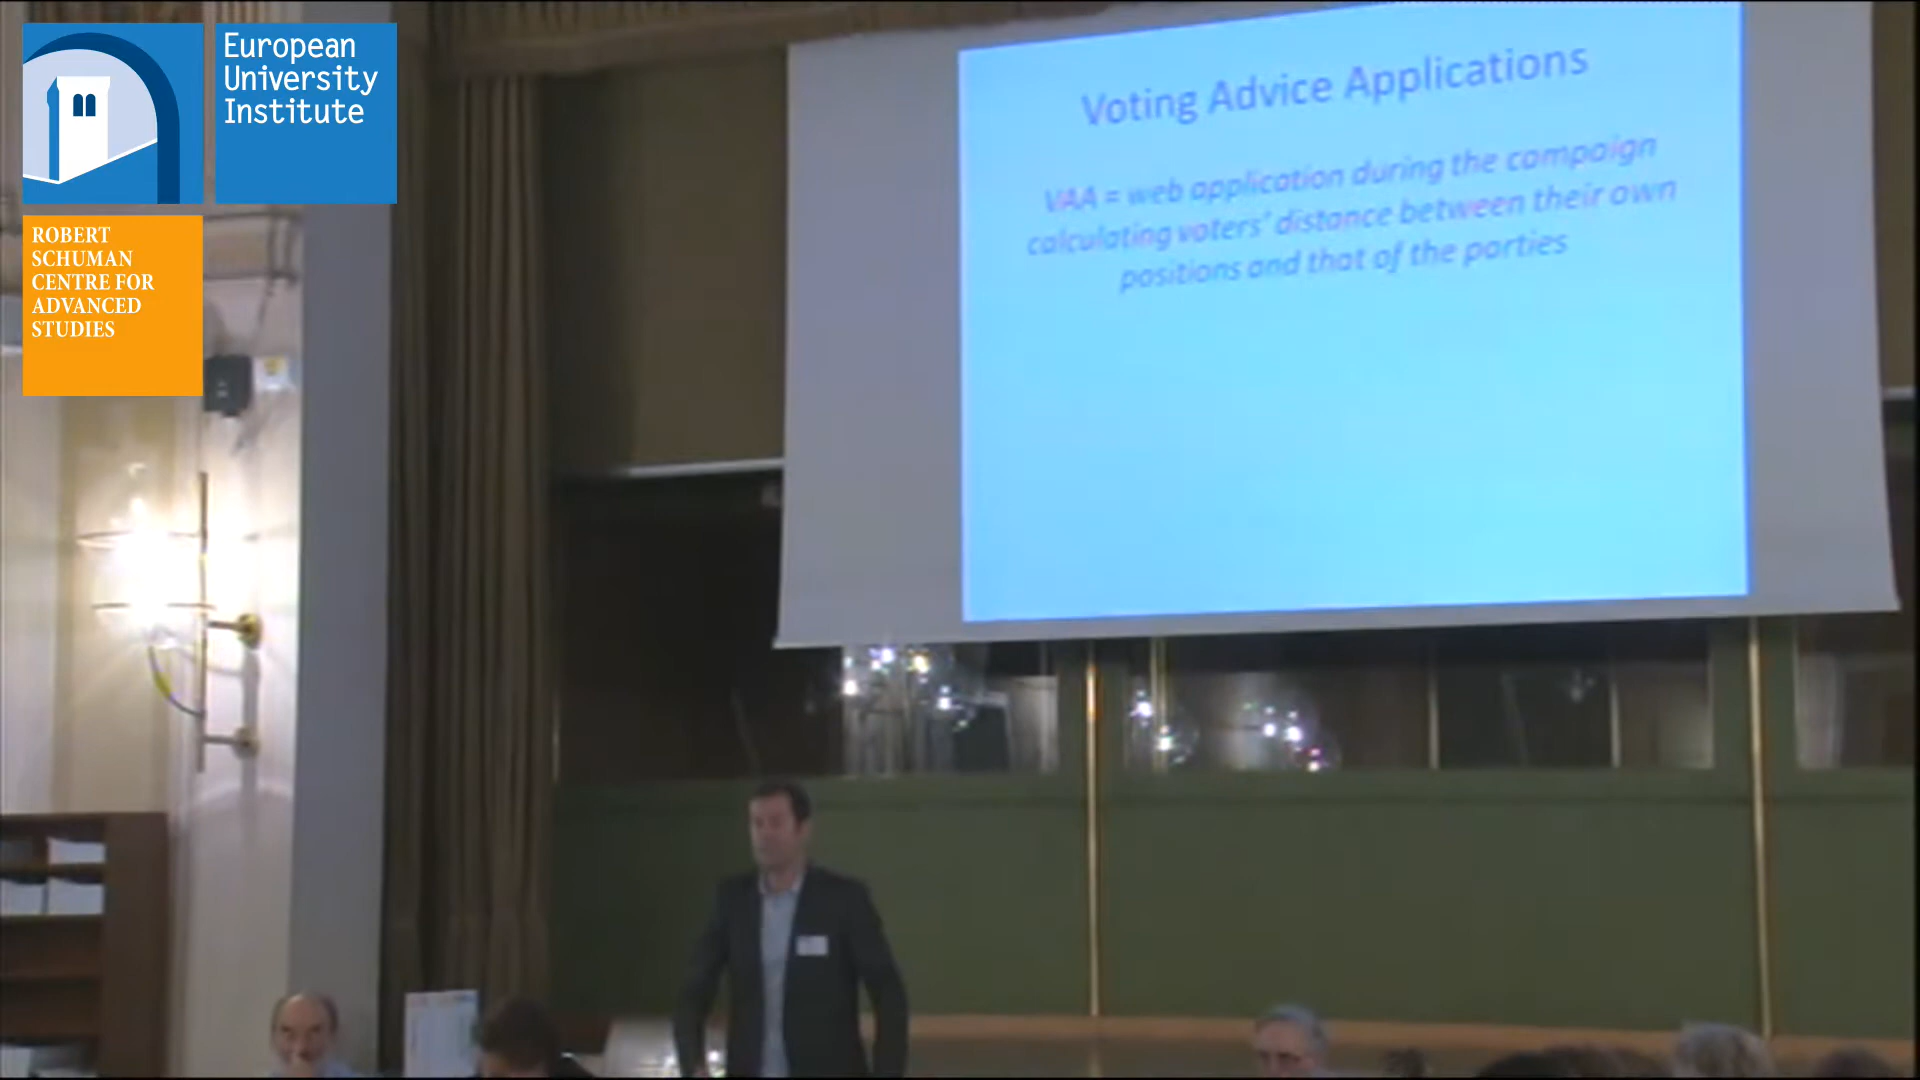 European
University
Institute
ROBERT
SCHUMAN
CENTRE FOR
ADVANCED
STUDIES
Voting Advice Applications
VAA = web application during the campaign
calculating voters' distance between their own
positions and that of the parties